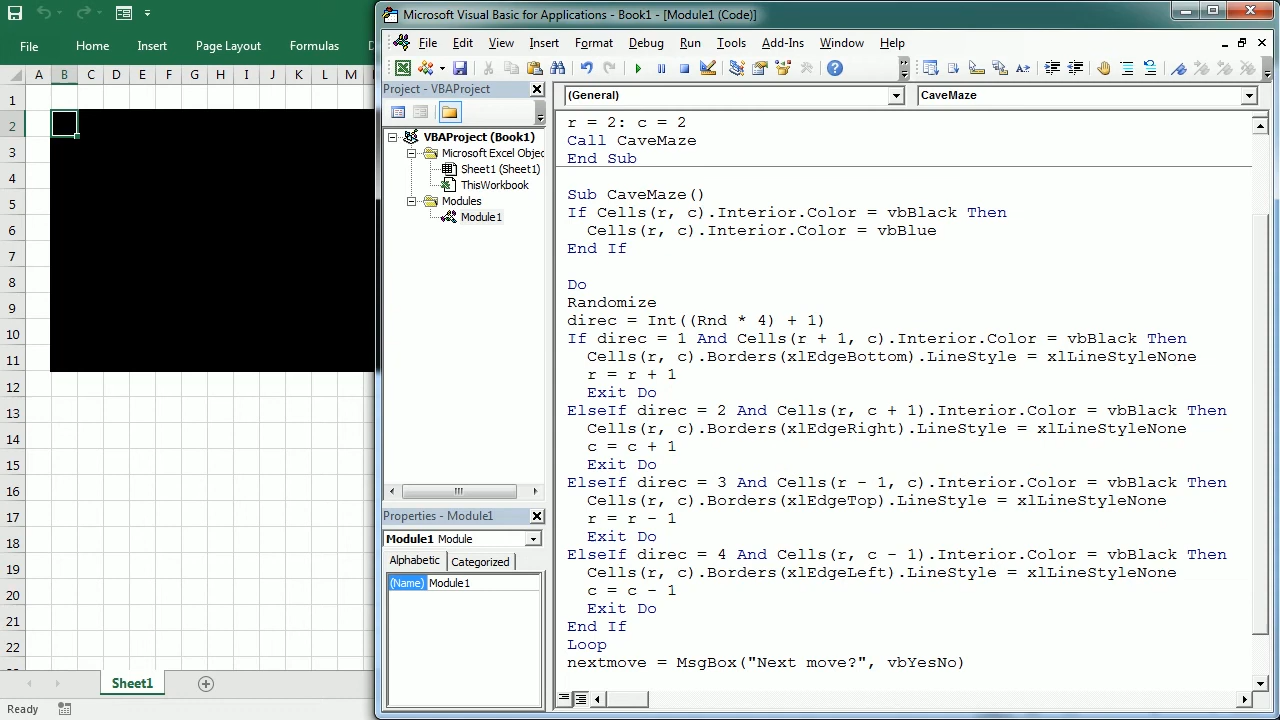 File
Home
Insert
Page Layout
Formulas
A B C D E F G H I J K L M
1
2
3
4
5
6
7
8
9
10
11
12
13
14
15
16
17
18
19
20
21
22
Sheet1
Ready
Microsoft Visual Basic for Applications - Book1 - [Module1 (Code)]
File Edit View Insert Format Debug Run Tools Add-Ins Window Help
Project - VBAProject
VBAProject (Book1)
Microsoft Excel Objec
Sheet1 (Sheet1)
ThisWorkbook
Modules
Module1
Properties - Module1
Module1 Module
Alphabetic Categorized
(Name) Module1
(General) CaveMaze
r = 2: c = 2
Call CaveMaze
End Sub
Sub CaveMaze()
If Cells(r, c).Interior.Color = vbBlack Then
Cells(r, c).Interior.Color = vbBlue
End If
Do
Randomize
direc = Int((Rnd * 4) + 1)
If direc = 1 And Cells(r + 1, c).Interior.Color = vbBlack Then
Cells(r, c).Borders(xlEdgeBottom).LineStyle = xlLineStyleNone
r = r + 1
Exit Do
ElseIf direc = 2 And Cells(r, c + 1).Interior.Color = vbBlack Then
Cells(r, c).Borders(xlEdgeRight).LineStyle = xlLineStyleNone
c = c + 1
Exit Do
ElseIf direc = 3 And Cells(r - 1, c).Interior.Color = vbBlack Then
Cells(r, c).Borders(xlEdgeTop).LineStyle = xlLineStyleNone
r = r - 1
Exit Do
ElseIf direc = 4 And Cells(r, c - 1).Interior.Color = vbBlack Then
Cells(r, c).Borders(xlEdgeLeft).LineStyle = xlLineStyleNone
c = c - 1
Exit Do
End If
Loop
nextmove = MsgBox("Next move?", vbYesNo)